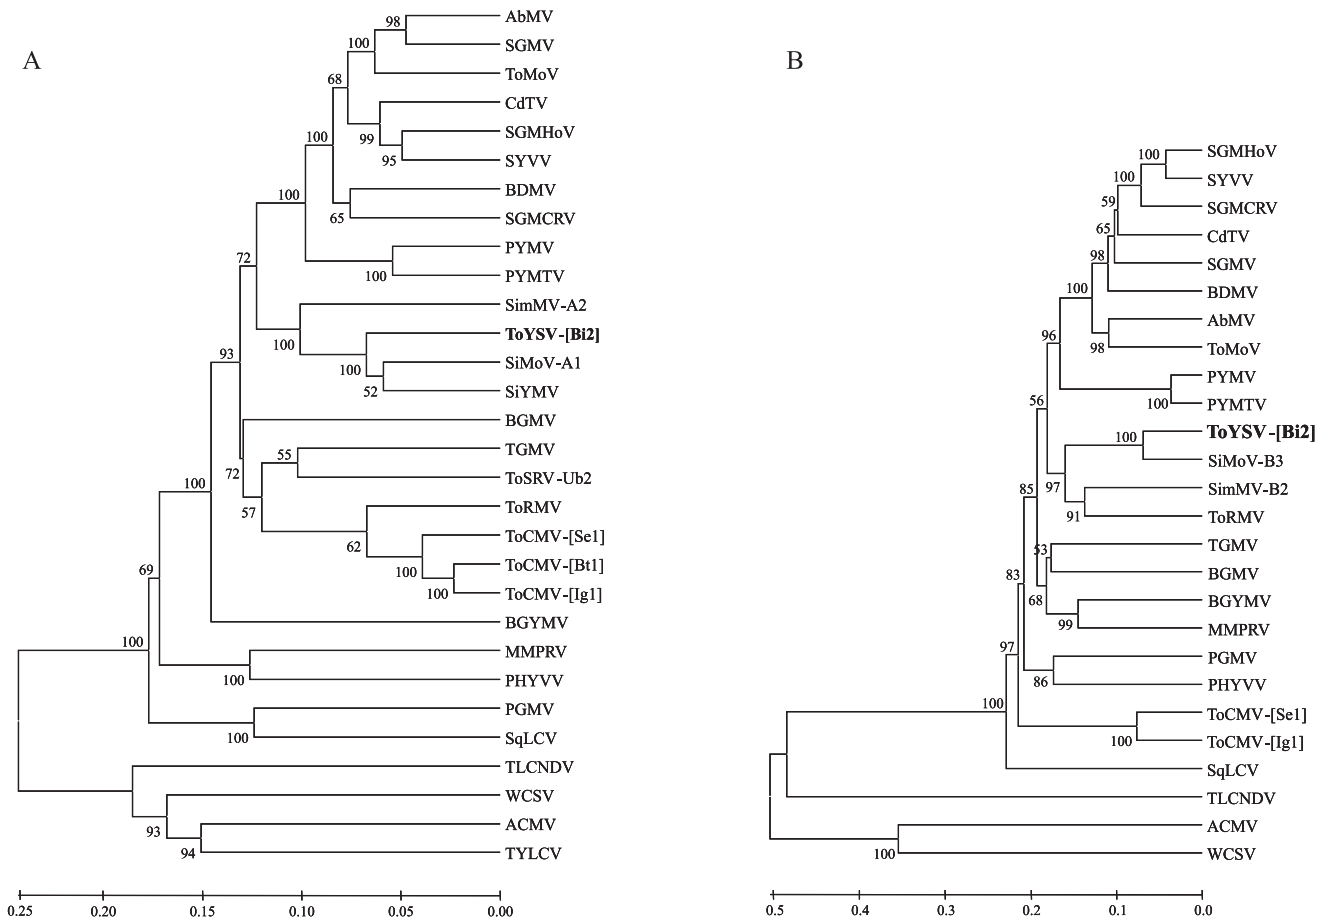 A
AbMV
98
SGMV
100
ToMoV
68
CdTV
99
SGMHoV
100
95
SYVV
BDMV
100
65
SGMCRV
PYMV
72
100
PYMTV
SimMV-A2
100
ToYSV-[Bi2]
93
100
SiMoV-A1
52
SiYMV
BGMV
55
TGMV
72
ToSRV-Ub2
100
57
ToRMV
62
ToCMV-[Se1]
100
ToCMV-[Bt1]
69
100
ToCMV-[Ig1]
BGYMV
100
MMPRV
100
PHYVV
PGMV
100
SqLCV
TLCNDV
WCSV
93
ACMV
94
TYLCV
0.25 0.20 0.15 0.10 0.05 0.00
B
100
SGMHoV
100
SYVV
59
SGMCRV
65
CdTV
98
SGMV
100
BDMV
AbMV
96
98
ToMoV
PYMV
56
100
PYMTV
100
ToYSV-[Bi2]
SiMoV-B3
85
97
SimMV-B2
91
ToRMV
53
TGMV
83
BGMV
68
BGYMV
99
MMPRV
97
PGMV
86
PHYVV
100
ToCMV-[Se1]
100
ToCMV-[Ig1]
SqLCV
TLCNDV
ACMV
100
WCSV
0.5 0.4 0.3 0.2 0.1 0.0